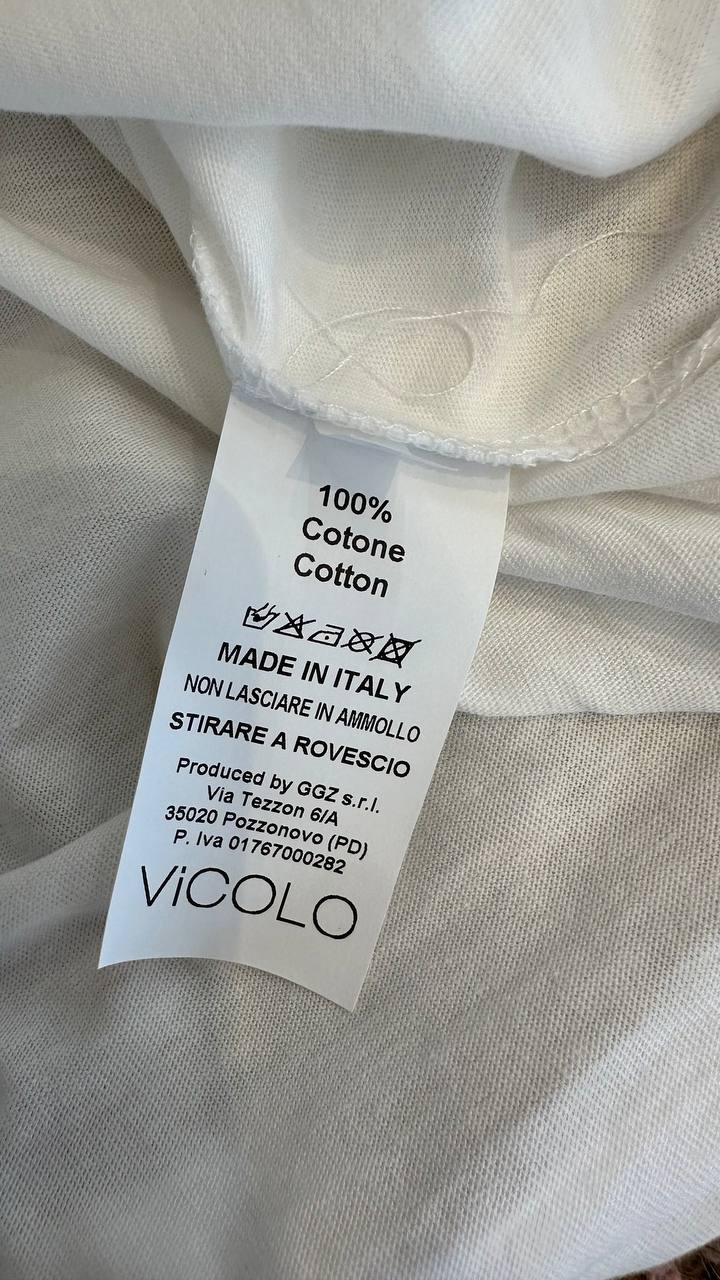 100%
Cotone
Cotton
MADE IN ITALY
NON LASCIARE IN AMMOLLO
STIRARE A ROVESCIO
Produced by GGZ s.r.l.
Via Tezzon 6/A
35020 Pozzonovo (PD)
P. Iva 01767000282
ViCOLO